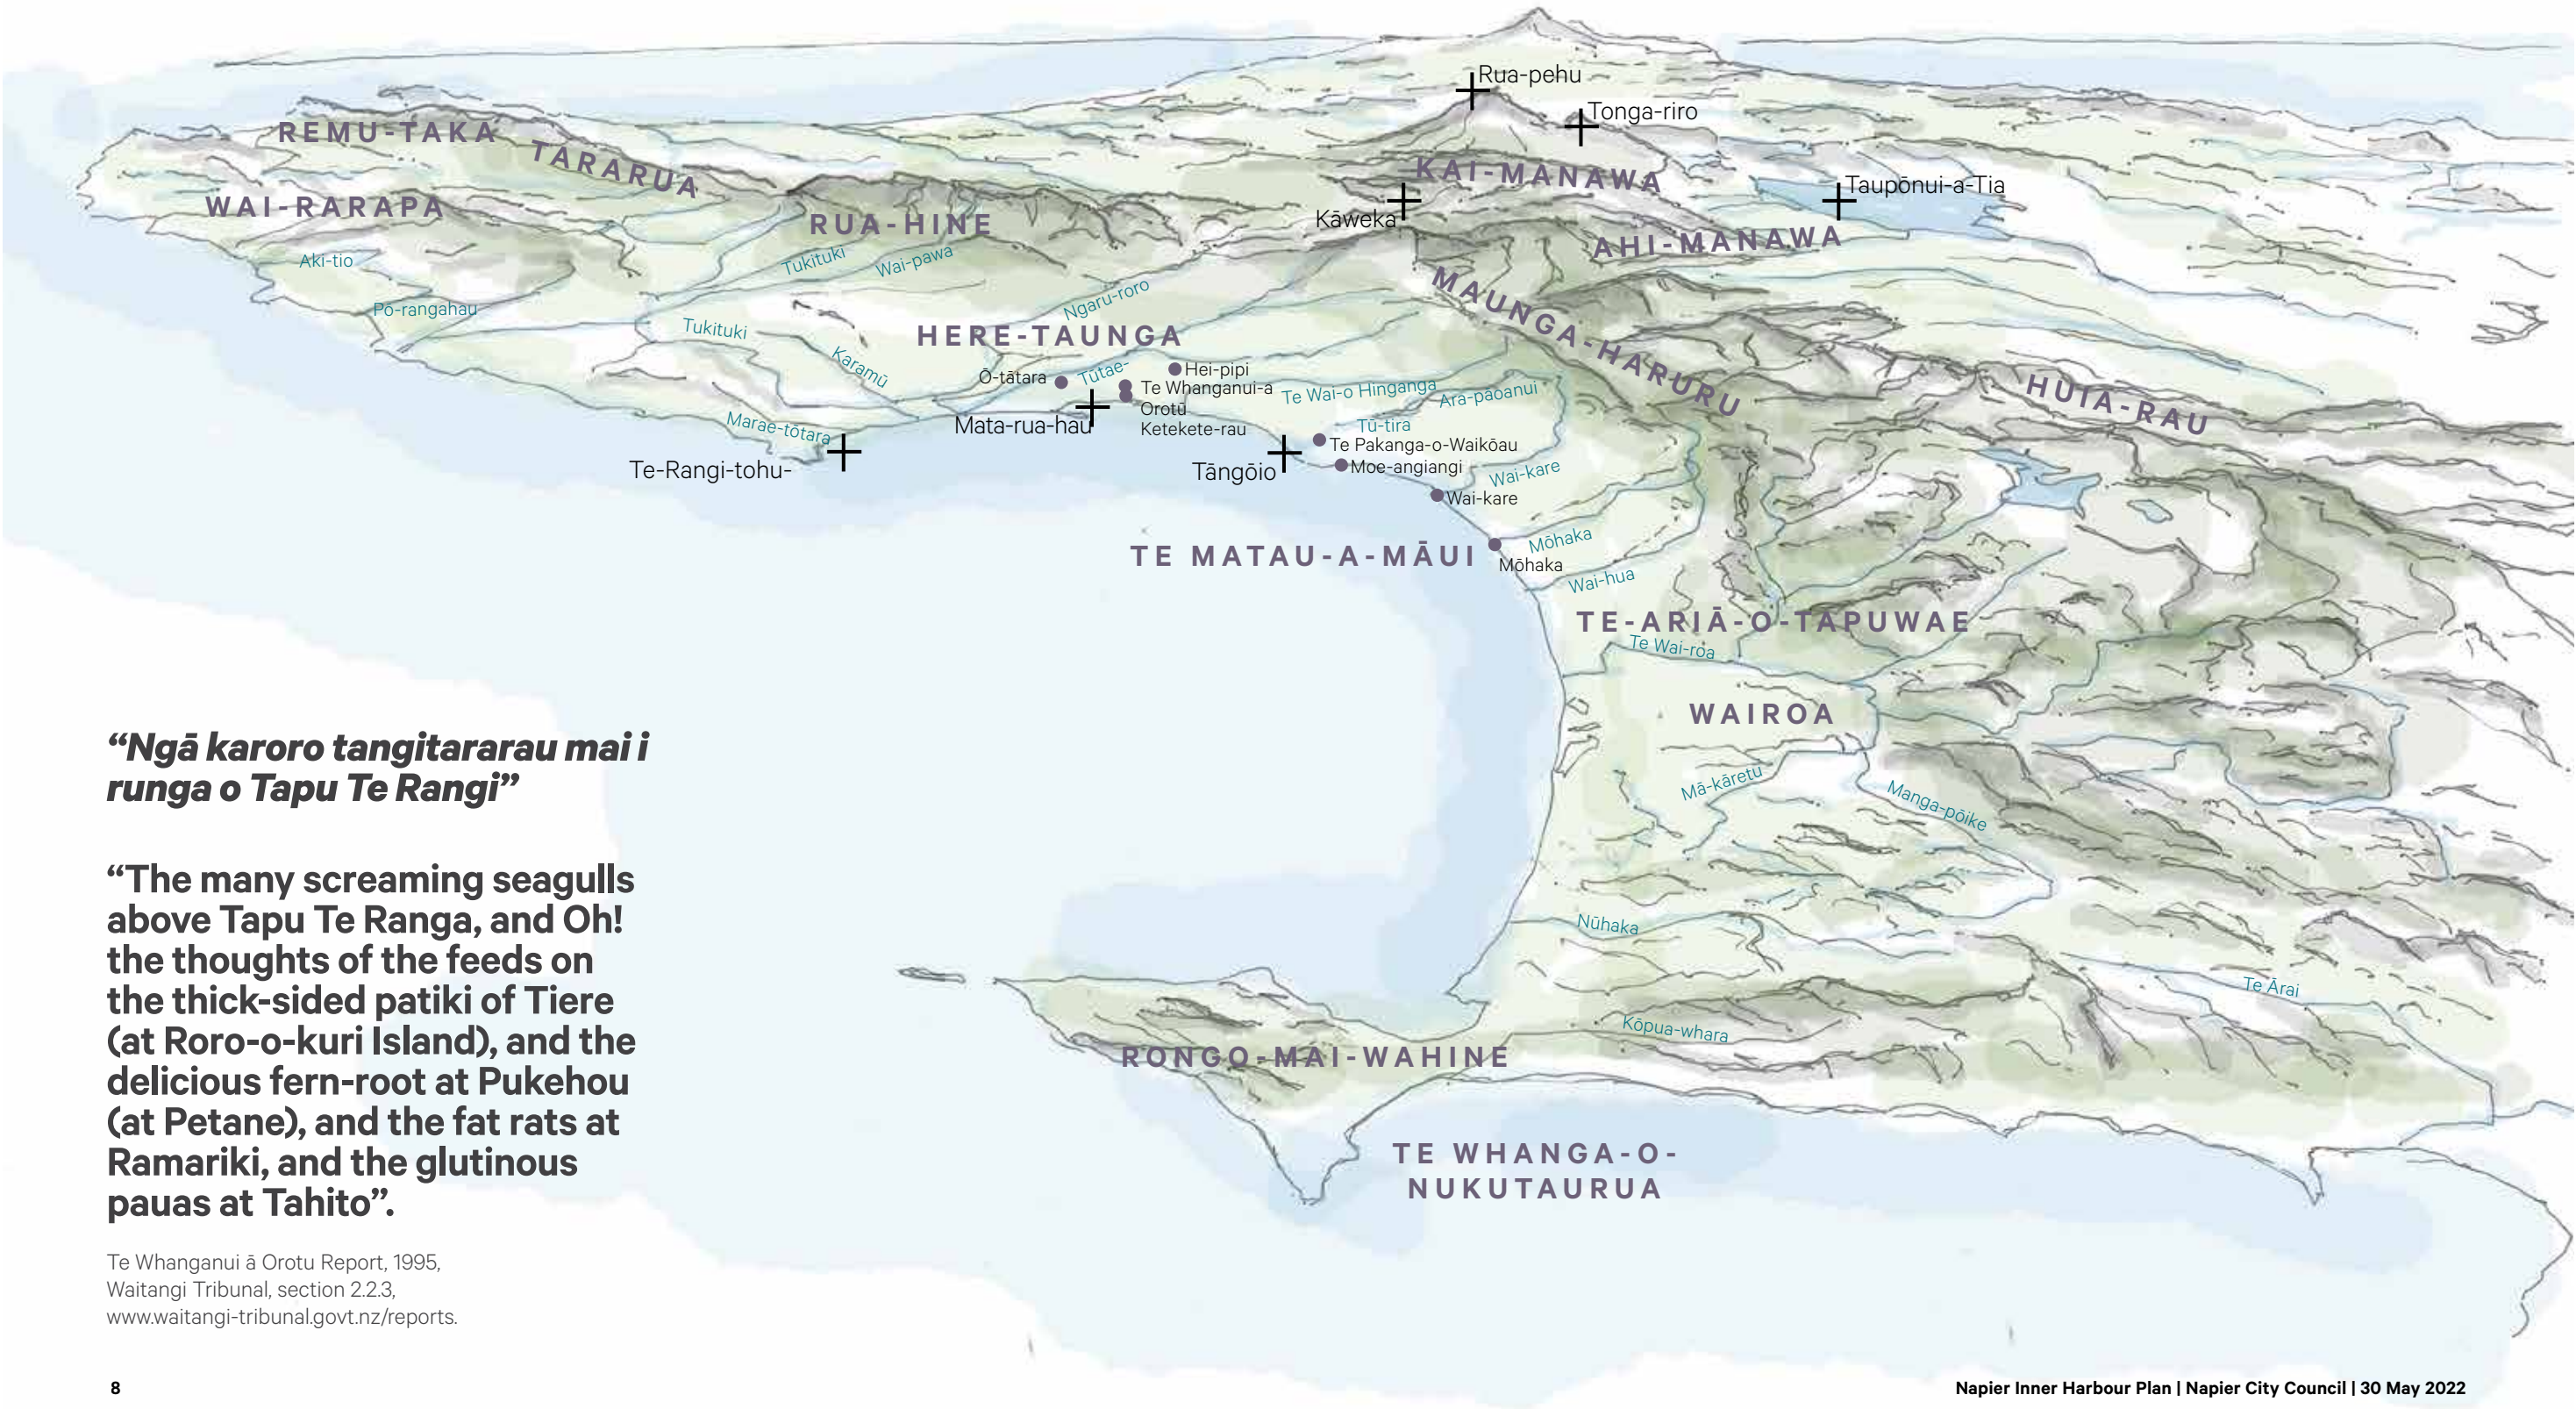 Rua-pehu
Tonga-riro
REMU-TAKA
TARARUA
KAI-MANAWA
Taupōnui-a-Tia
WAI-RARAPA
RUA-HINE
Kāweka
AHI-MANAWA
Aki-tio
Tukituki
Wai-pawa
MAUNGA-HARURU
Pō-rangahau
Ngaru-roro
Tukituki
HERE-TAUNGA
Karamū
Ō-tātara
Tūtae-
Hei-pipi
Te Whanganui-a
Orotū
Ketekete-rau
Te Wai-o Hinganga
Ara-pāoanui
HUIA-RAU
Mata-rua-hau
Marae-tōtara
Tū-tira
Te Pakanga-o-Waikōau
Te-Rangi-tohu-
Tāngōio
Moe-angiangi
Wai-kare
Wai-kare
TE MATAU-A-MĀUI
Mōhaka
Mōhaka
Wai-hua
TE-ARIĀ-O-TAPUWAE
Te Wai-roa
WAIROA
Mā-kāretu
Manga-pōike
Nūhaka
Te Ārai
Kōpua-whara
RONGO-MAI-WAHINE
TE WHANGA-O-
NUKUTAURUA
“Ngā karoro tangitararau mai i
runga o Tapu Te Rangi”
“The many screaming seagulls
above Tapu Te Ranga, and Oh!
the thoughts of the feeds on
the thick-sided patiki of Tiere
(at Roro-o-kuri Island), and the
delicious fern-root at Pukehou
(at Petane), and the fat rats at
Ramariki, and the glutinous
pauas at Tahito”.
Te Whanganui ā Orotu Report, 1995,
Waitangi Tribunal, section 2.2.3,
www.waitangi-tribunal.govt.nz/reports.
8
Napier Inner Harbour Plan | Napier City Council | 30 May 2022